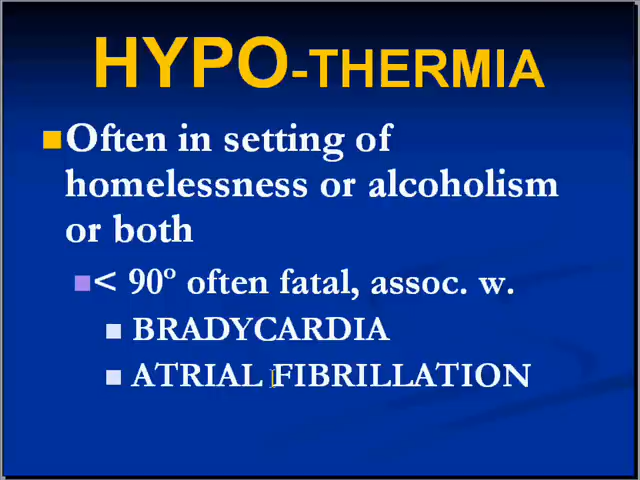 HYPO-THERMIA
Often in setting of
homelessness or alcoholism
or both
< 90º often fatal, assoc. w.
BRADYCARDIA
ATRIAL FIBRILLATION